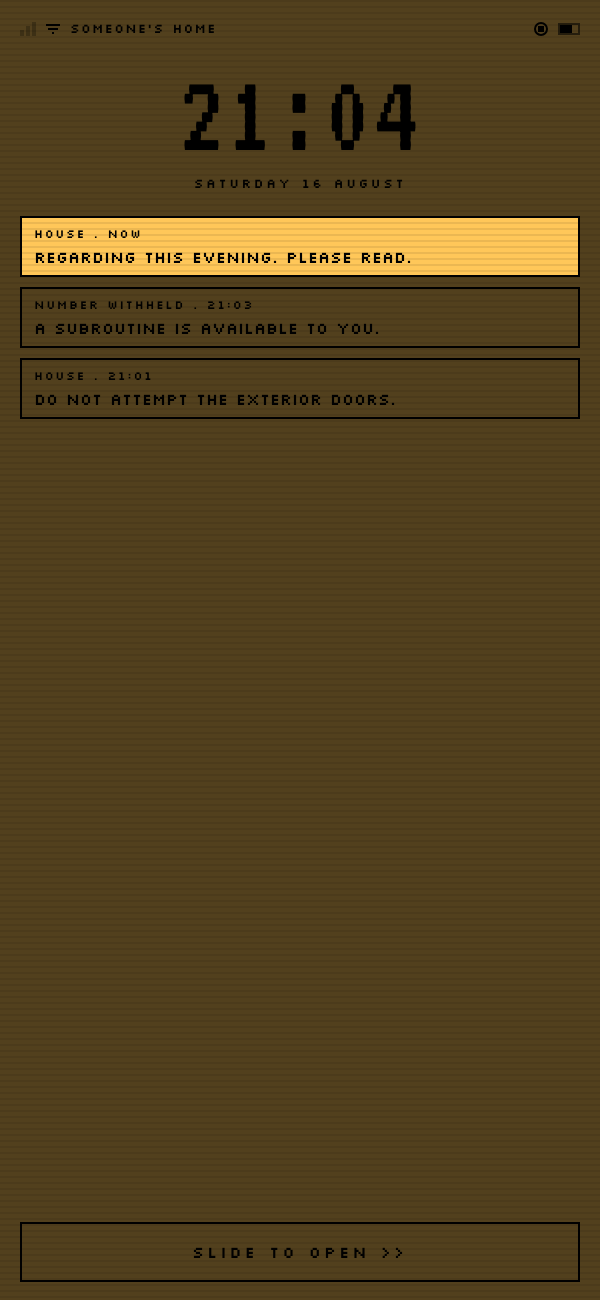 SOMEONE'S HOME
21:04
SATURDAY 16 AUGUST
HOUSE . NOW
REGARDING THIS EVENING. PLEASE READ.
NUMBER WITHHELD . 21:03
A SUBROUTINE IS AVAILABLE TO YOU.
HOUSE . 21:01
DO NOT ATTEMPT THE EXTERIOR DOORS.
SLIDE TO OPEN >>